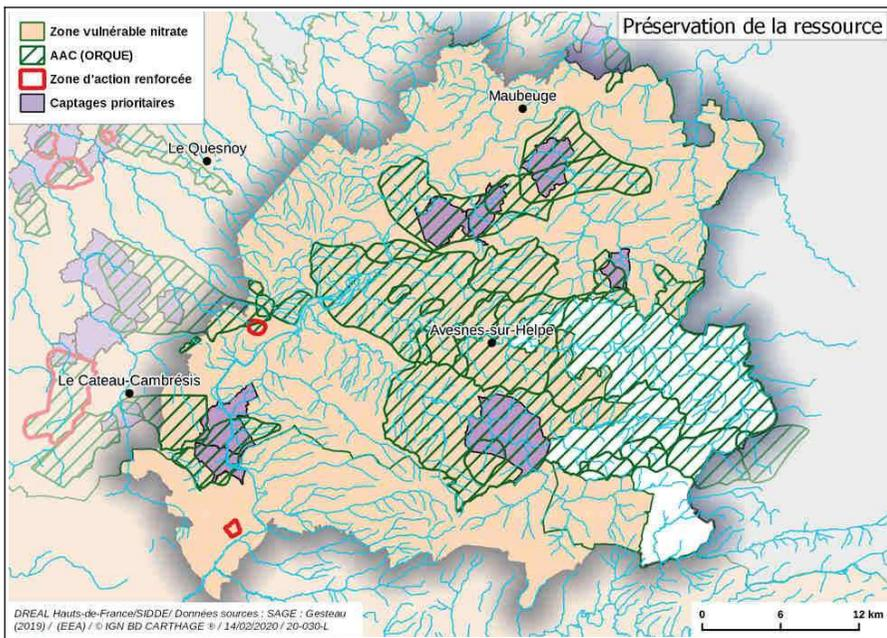 Préservation de la ressource
Zone vulnérable nitrate
AAC (ORQUE)
Zone d'action renforcée
Captages prioritaires
Maubeuge
Le Quesnoy
Avesnes-sur-Helpe
Le Cateau-Cambrésis
DREAL Hauts-de-France/SIDDE/ Données sources : SAGE : Gesteau
(2019) / (EEA) / © IGN BD CARTHAGE ® / 14/02/2020 / 20-030-L
0 6 12 km